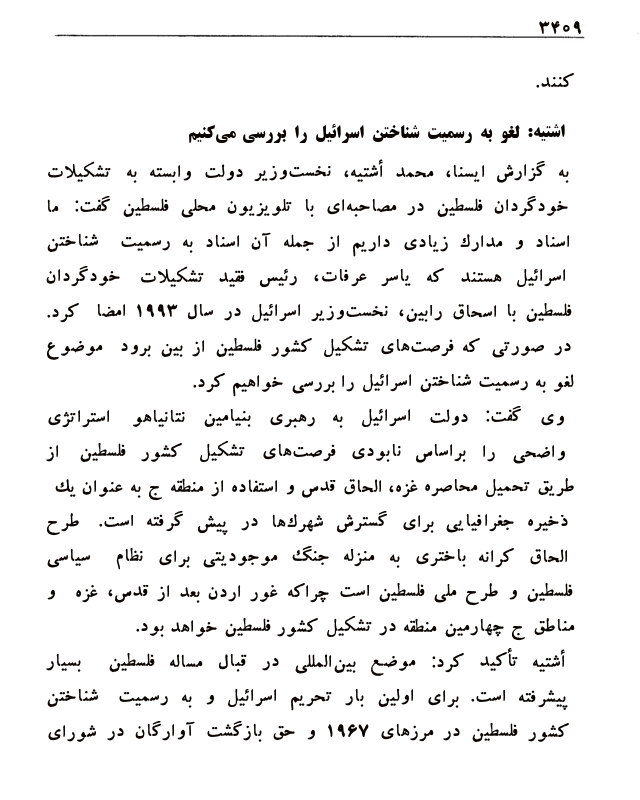 ۳۴۰۹
کنند.
اشتیه: لغو به رسمیت شناختن اسرائیل را بررسی می‌کنیم
به گزارش ایسنا، محمد أشتیه، نخست‌وزیر دولت وابسته به تشکیلات
خودگردان فلسطین در مصاحبه‌ای با تلویزیون محلی فلسطین گفت: ما
اسناد و مدارک زیادی داریم از جمله آن اسناد به رسمیت شناختن
اسرائیل هستند که یاسر عرفات، رئیس فقید تشکیلات خودگردان
فلسطین با اسحاق رابین، نخست‌وزیر اسرائیل در سال ۱۹۹۳ امضا کرد.
در صورتی که فرصت‌های تشکیل کشور فلسطین از بین برود موضوع
لغو به رسمیت شناختن اسرائیل را بررسی خواهیم کرد.
وی گفت: دولت اسرائیل به رهبری بنیامین نتانیاهو استراتژی
واضحی را براساس نابودی فرصت‌های تشکیل کشور فلسطین از
طریق تحمیل محاصره غزه، الحاق قدس و استفاده از منطقه ج به عنوان یک
ذخیره جغرافیایی برای گسترش شهرک‌ها در پیش گرفته است. طرح
الحاق کرانه باختری به منزله جنگ موجودیتی برای نظام سیاسی
فلسطین و طرح ملی فلسطین است چراکه غور اردن بعد از قدس، غزه و
مناطق ج چهارمین منطقه در تشکیل کشور فلسطین خواهد بود.
أشتیه تأکید کرد: موضع بین‌المللی در قبال مساله فلسطین بسیار
پیشرفته است. برای اولین بار تحریم اسرائیل و به رسمیت شناختن
کشور فلسطین در مرزهای ۱۹۶۷ و حق بازگشت آوارگان در شورای